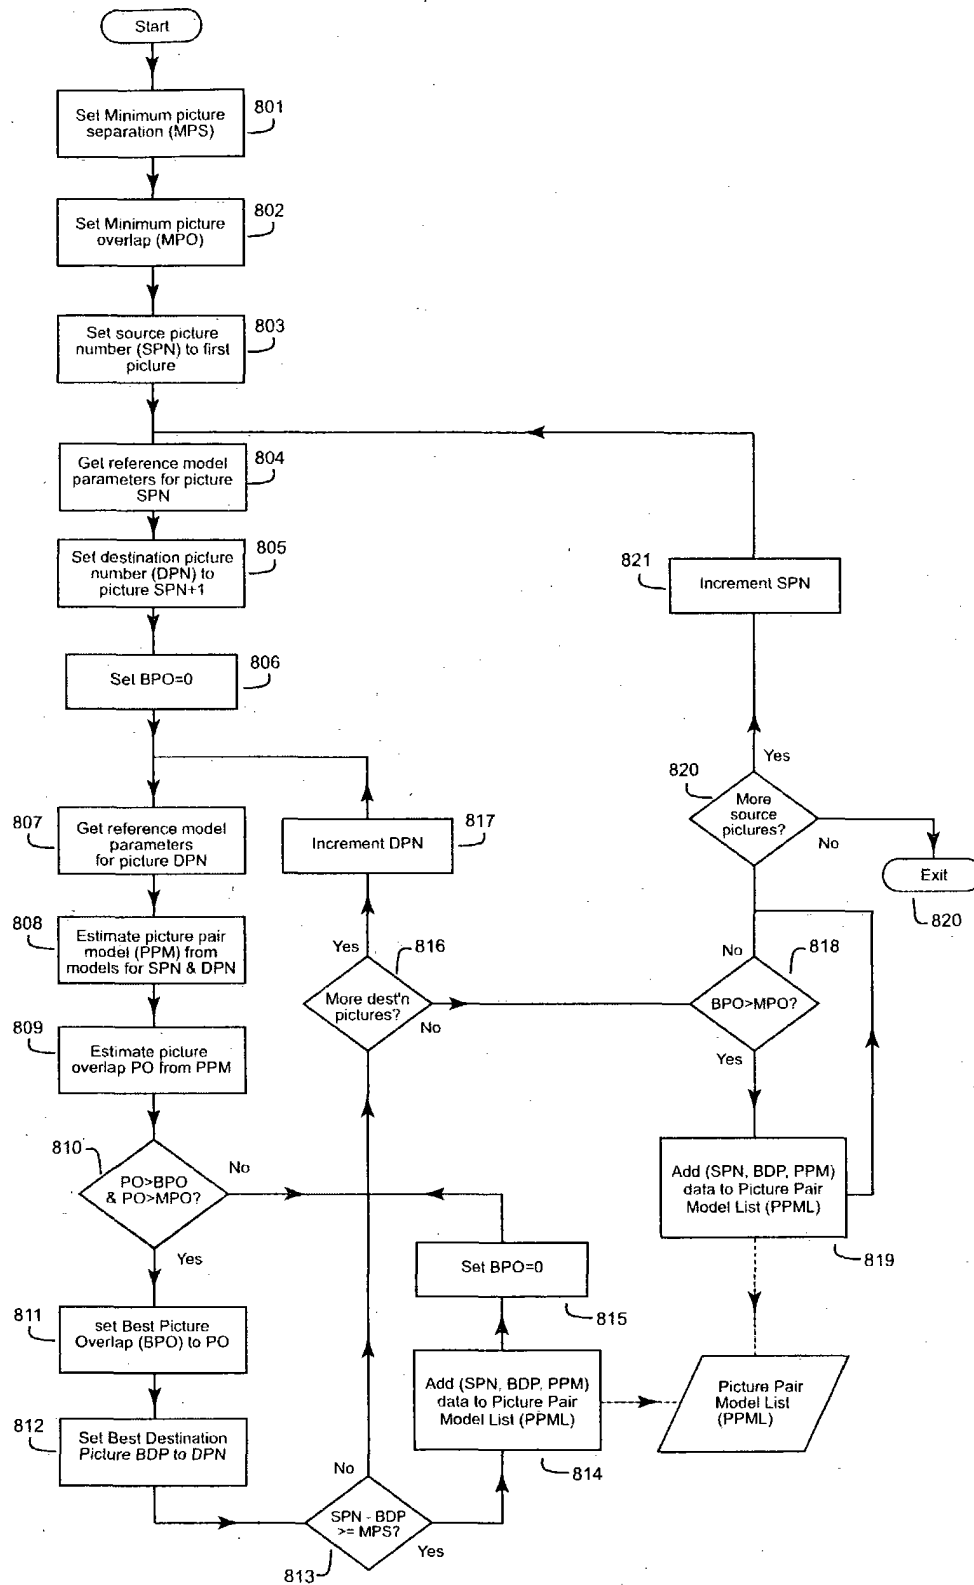 Start
Set Minimum picture
separation (MPS)
801
Set Minimum picture
overlap (MPO)
802
Set source picture
number (SPN) to first
picture
803
Get reference model
parameters for picture
SPN
804
Set destination picture
number (DPN) to
picture SPN+1
805
Set BPO=0
806
807
Get reference model
parameters
for picture DPN
808
Estimate picture pair
model (PPM) from
models for SPN & DPN
809
Estimate picture
overlap PO from PPM
810
PO>BPO
& PO>MPO?
No
Yes
811
set Best Picture
Overlap (BPO) to PO
812
Set Best Destination
Picture BDP to DPN
No
SPN - BDP
>= MPS?
Yes
813
Add (SPN, BDP, PPM)
data to Picture Pair
Model List (PPML)
814
Set BPO=0
815
Yes
816
More dest'n
pictures?
No
Increment DPN
817
No
818
BPO>MPO?
Yes
Add (SPN, BDP, PPM)
data to Picture Pair
Model List (PPML)
819
Picture Pair
Model List
(PPML)
820
More
source
pictures?
Yes
No
Exit
820
821
Increment SPN